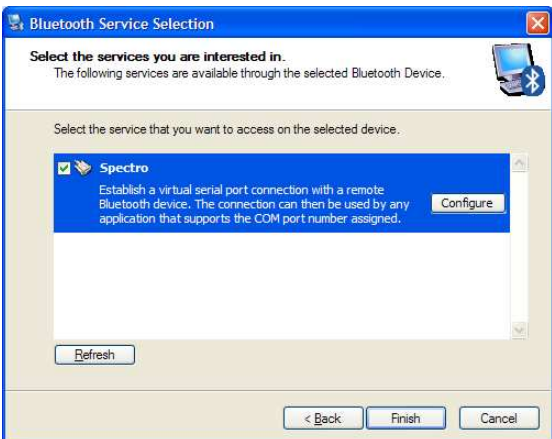 Bluetooth Service Selection
Select the services you are interested in.
The following services are available through the selected Bluetooth Device.
Select the service that you want to access on the selected device.
Spectro
Establish a virtual serial port connection with a remote
Bluetooth device. The connection can then be used by any
application that supports the COM port number assigned.
Configure
Refresh
< Back
Finish
Cancel